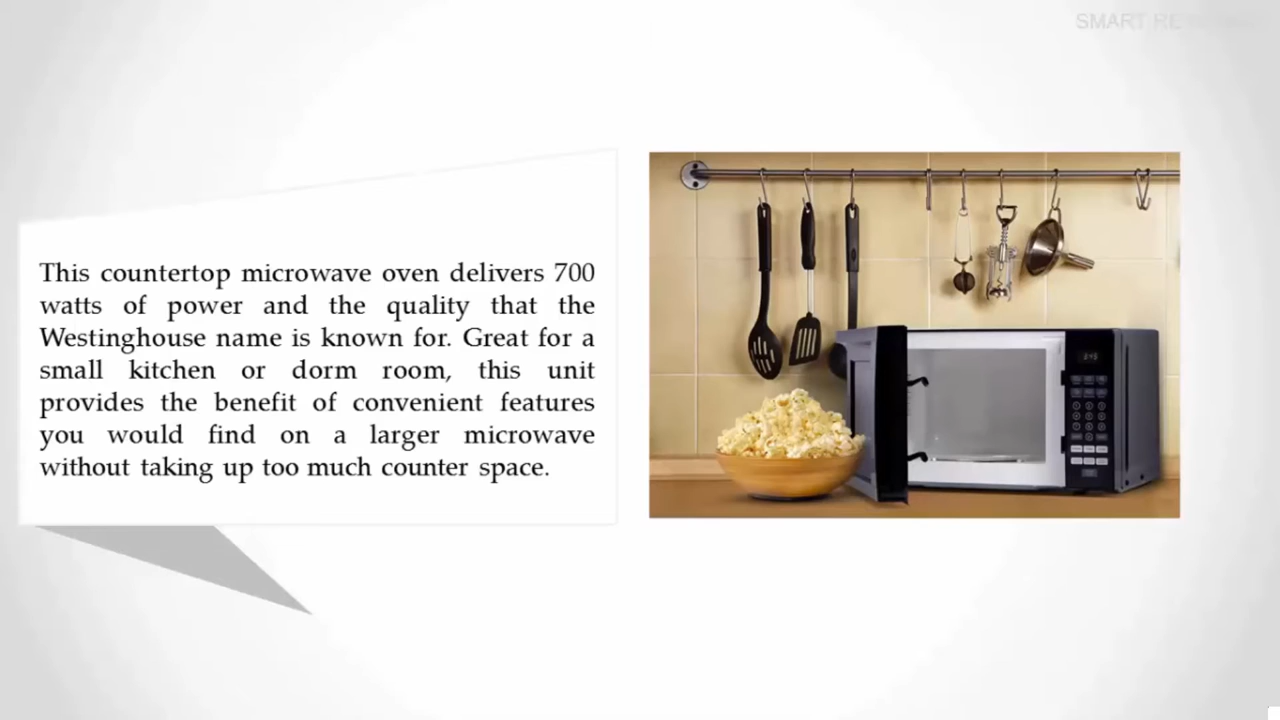 SMART RE
This countertop microwave oven delivers 700
watts of power and the quality that the
Westinghouse name is known for. Great for a
small kitchen or dorm room, this unit
provides the benefit of convenient features
you would find on a larger microwave
without taking up too much counter space.